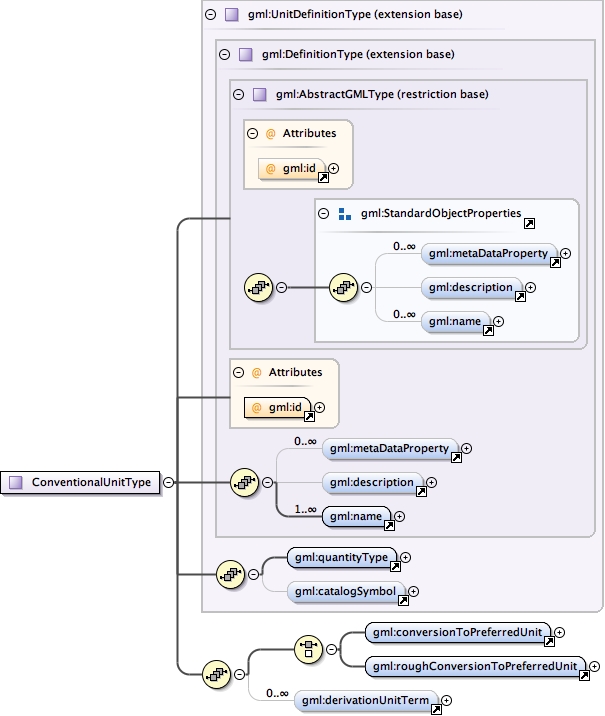 gml:UnitDefinitionType (extension base)
gml:DefinitionType (extension base)
gml:AbstractGMLType (restriction base)
@ Attributes
@ gml:id
gml:StandardObjectProperties
0..∞
gml:metaDataProperty
gml:description
0..∞
gml:name
@ Attributes
@ gml:id
0..∞
gml:metaDataProperty
gml:description
1..∞
gml:name
ConventionalUnitType
gml:quantityType
gml:catalogSymbol
gml:conversionToPreferredUnit
gml:roughConversionToPreferredUnit
0..∞
gml:derivationUnitTerm